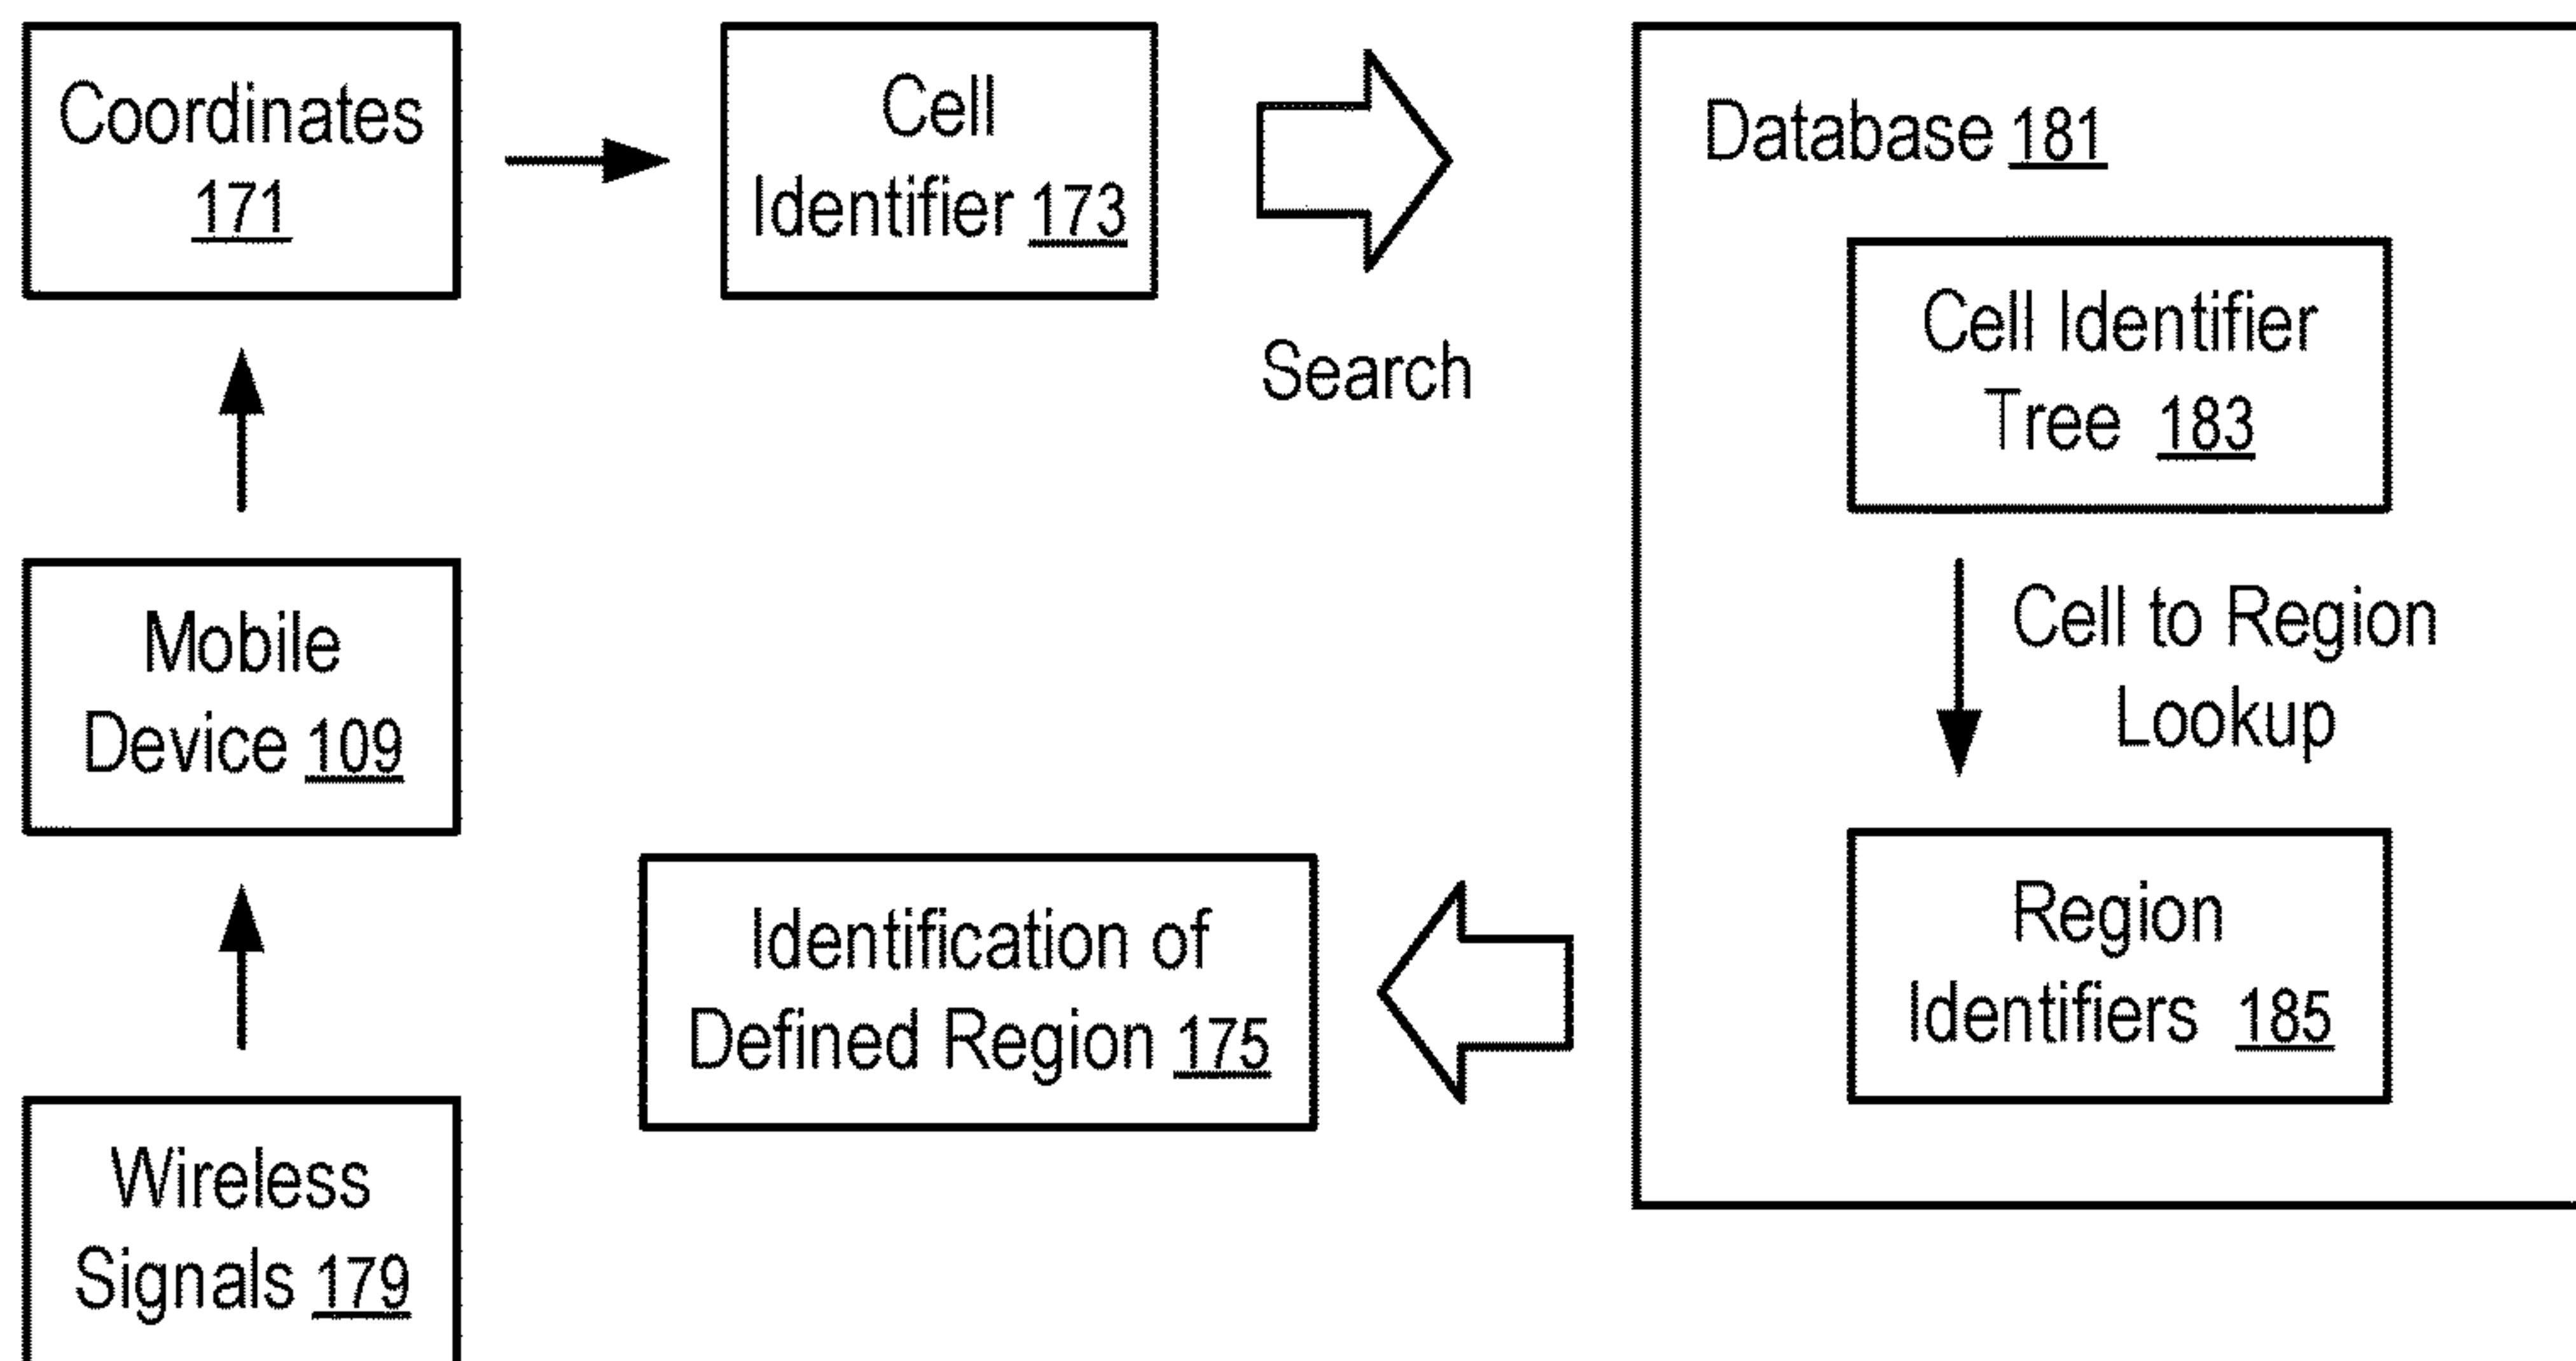 Coordinates
171
Cell
Identifier 173
Search
Database 181
Cell Identifier
Tree 183
Cell to Region
Lookup
Region
Identifiers 185
Mobile
Device 109
Identification of
Defined Region 175
Wireless
Signals 179